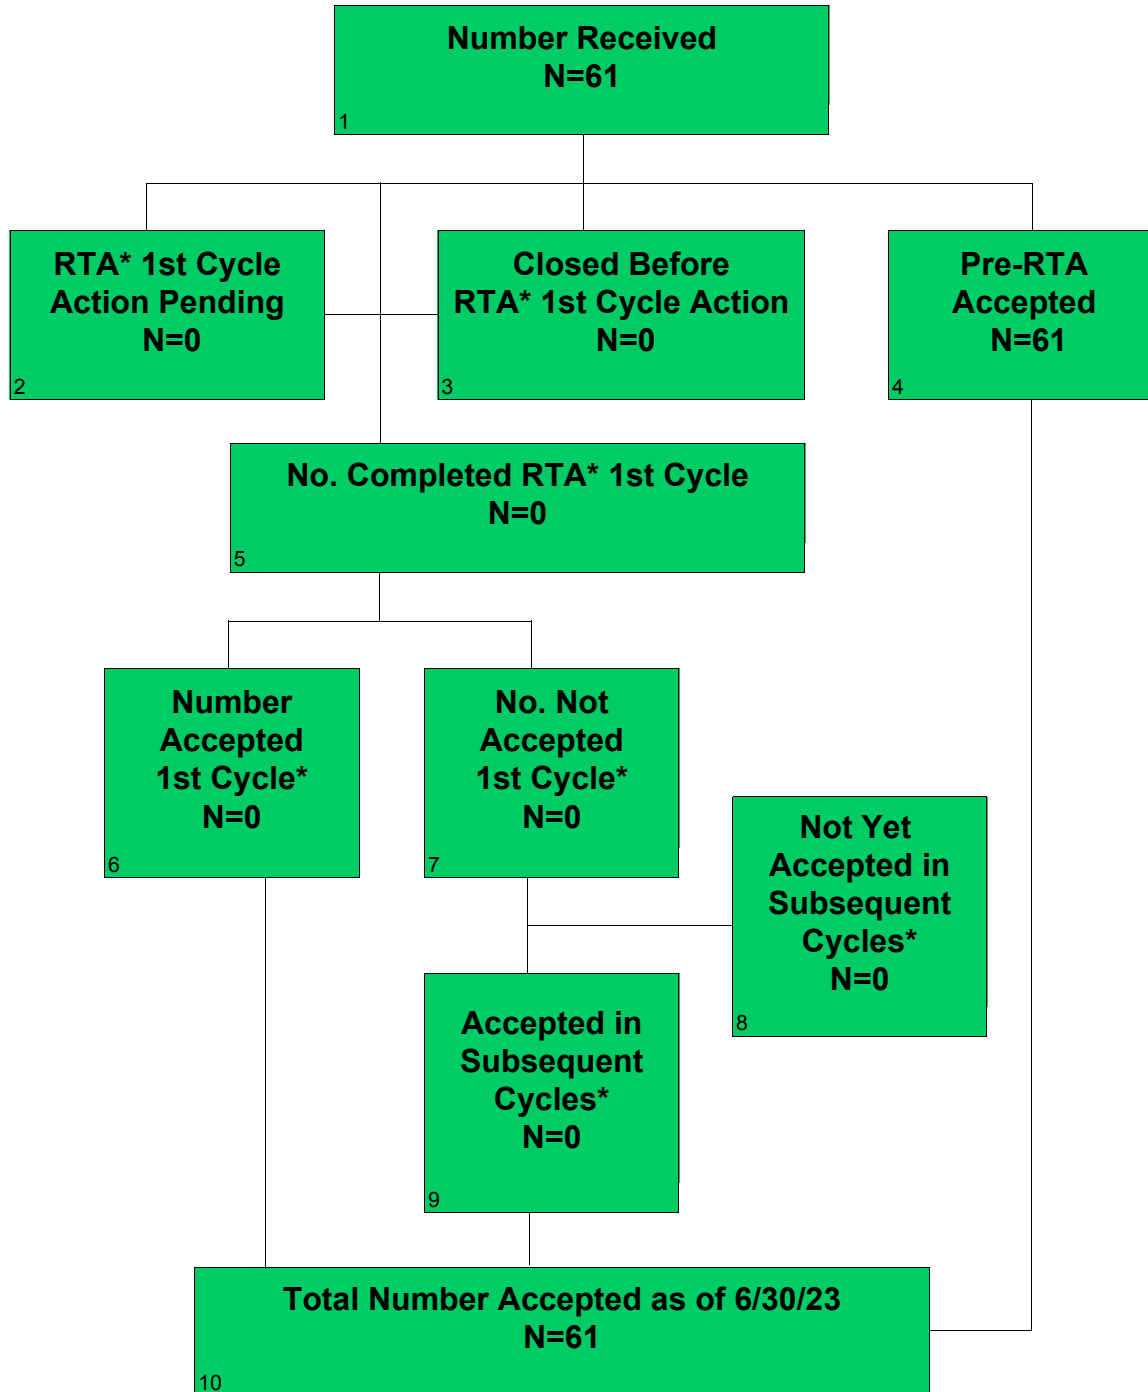 Number Received
N=61
1
RTA* 1st Cycle
Action Pending
N=0
2
Closed Before
RTA* 1st Cycle Action
N=0
3
Pre-RTA
Accepted
N=61
4
No. Completed RTA* 1st Cycle
N=0
5
Number
Accepted
1st Cycle*
N=0
6
No. Not
Accepted
1st Cycle*
N=0
7
Not Yet
Accepted in
Subsequent
Cycles*
N=0
8
Accepted in
Subsequent
Cycles*
N=0
9
Total Number Accepted as of 6/30/23
N=61
10